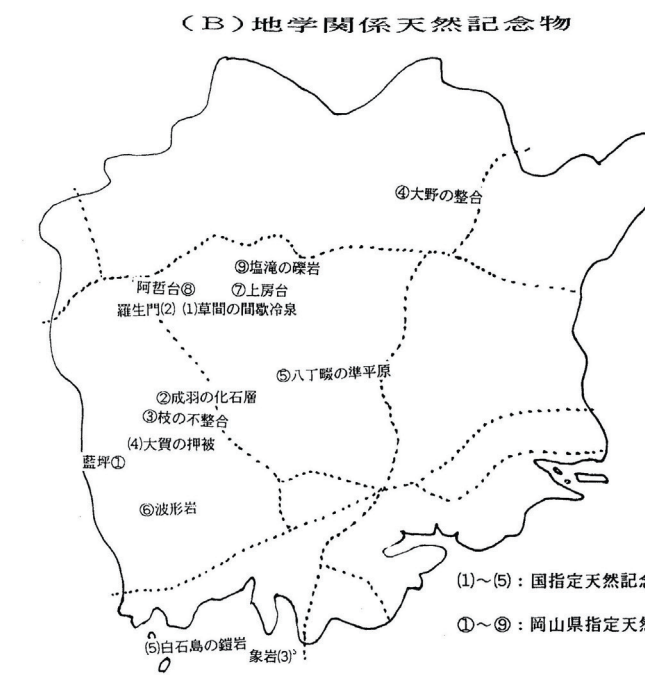 (B)地学関係天然記念物
④大野の整合
⑨塩滝の礫岩
阿哲台⑧
⑦上房台
羅生門(2)
(1)草間の間歇冷泉
⑤八丁畷の準平原
②成羽の化石層
③枝の不整合
(4)大賀の押被
藍坪①
⑥波形岩
(1)~(5):国指定天然記念
①~⑨:岡山県指定天然
(5)白石島の鎧岩
象岩(3)